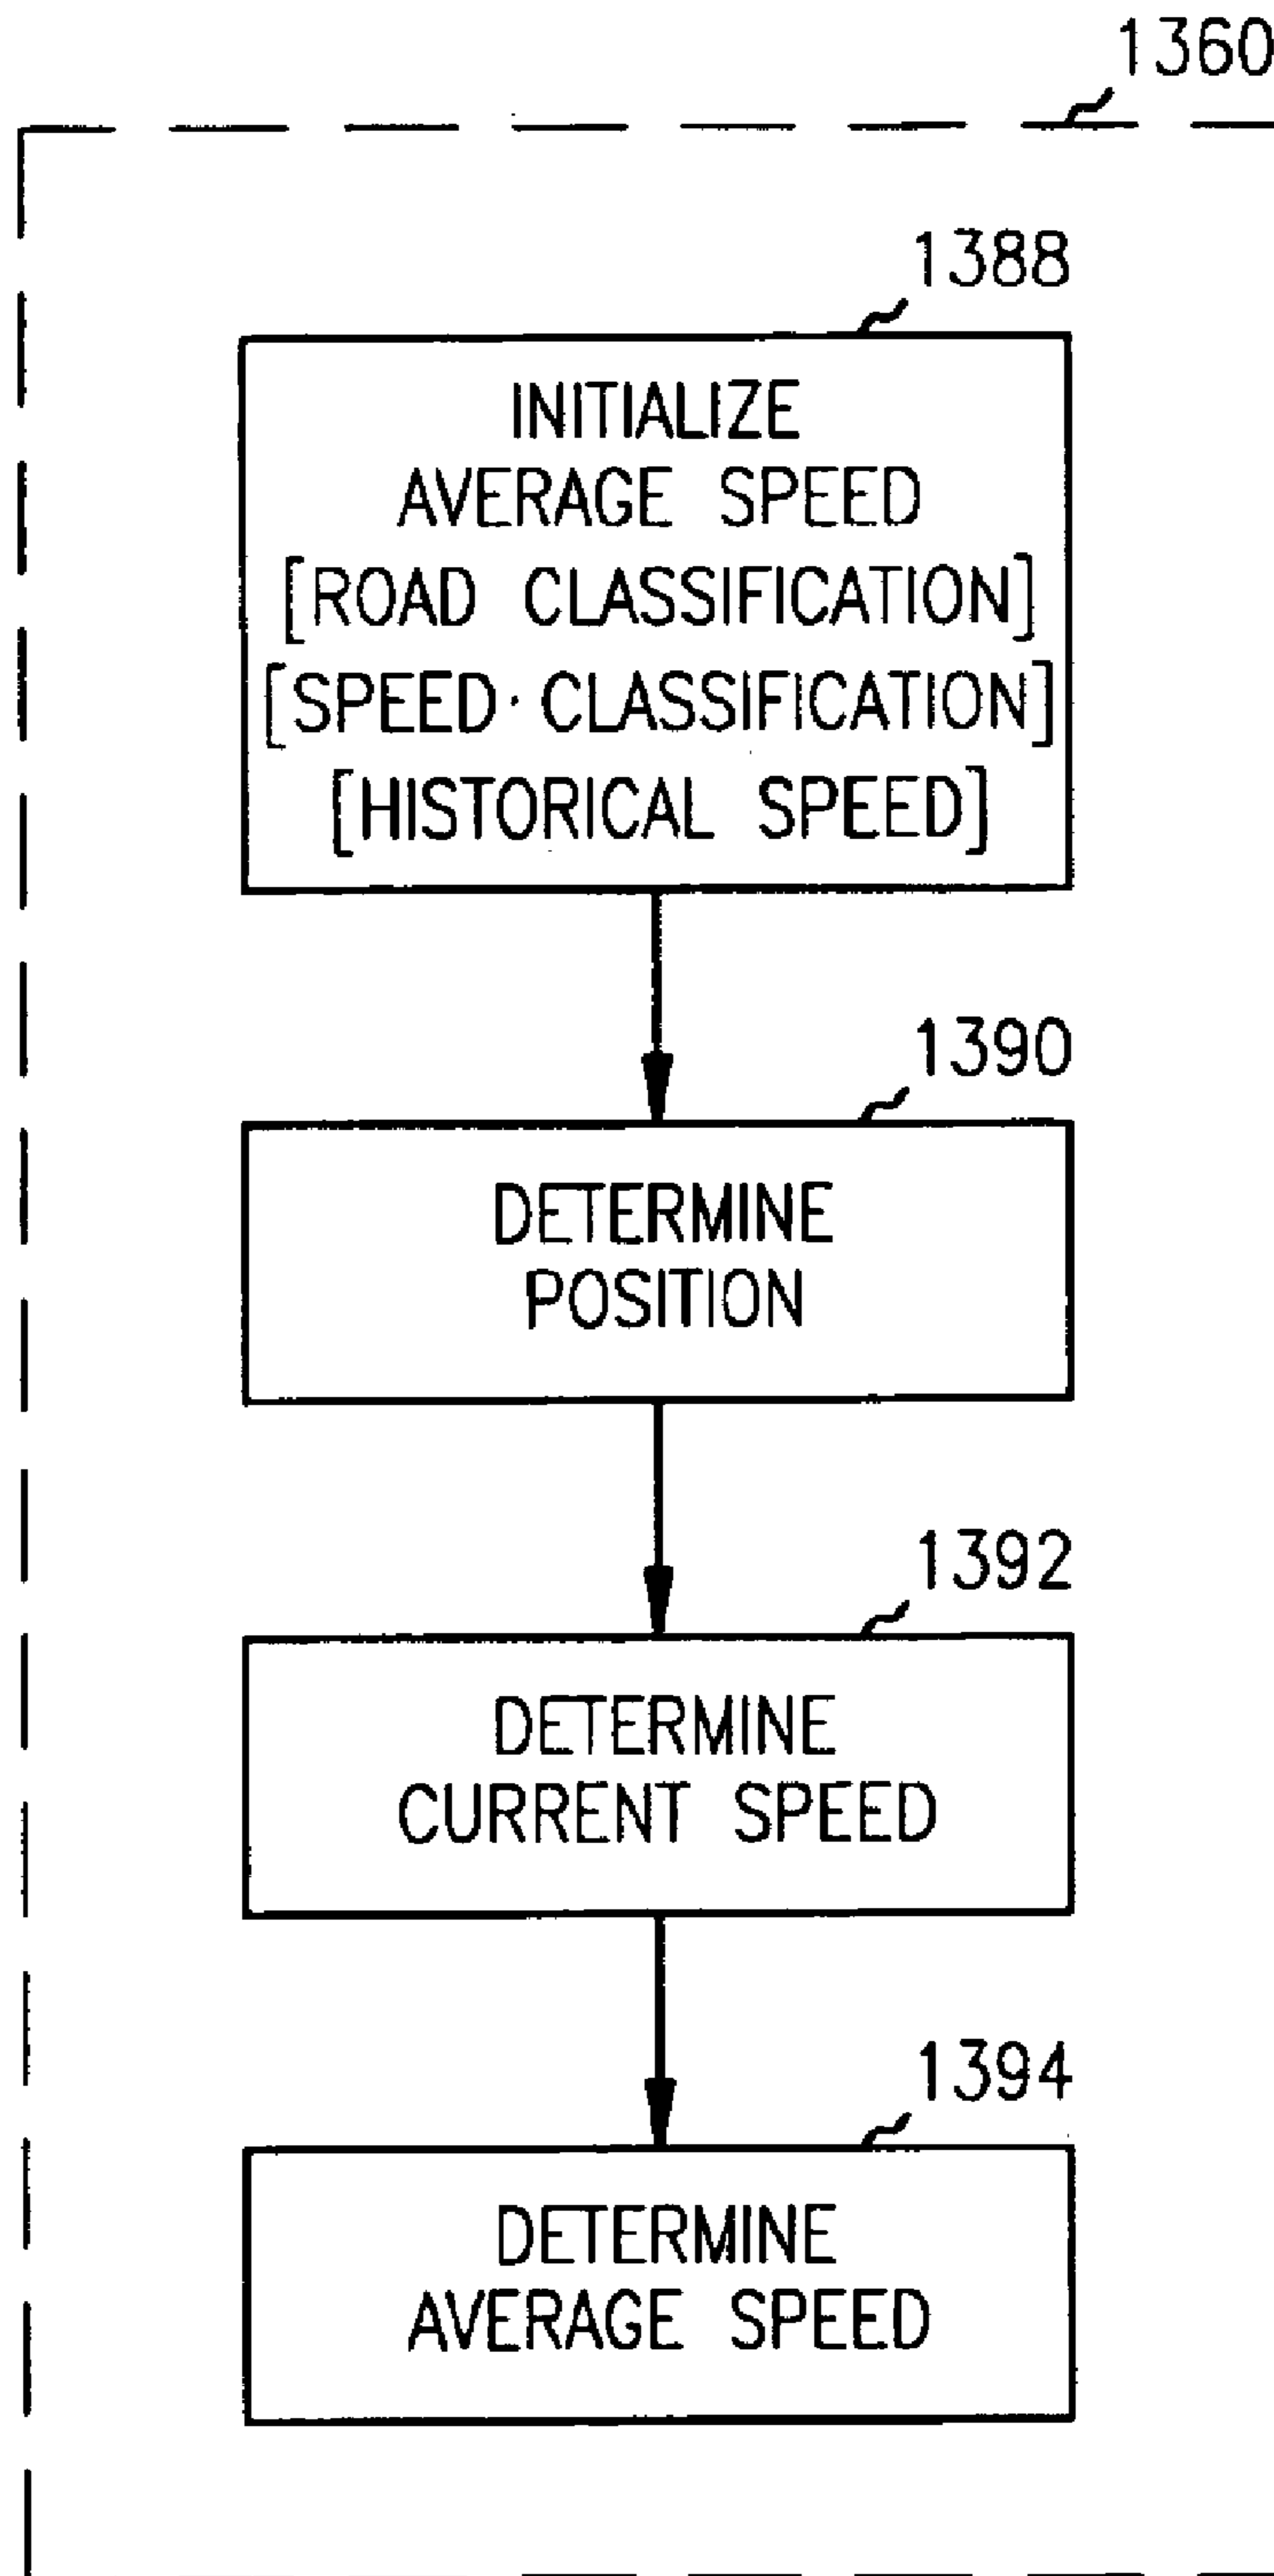 1360
1388
INITIALIZE
AVERAGE SPEED
[ROAD CLASSIFICATION]
[SPEED CLASSIFICATION]
[HISTORICAL SPEED]
1390
DETERMINE
POSITION
1392
DETERMINE
CURRENT SPEED
1394
DETERMINE
AVERAGE SPEED